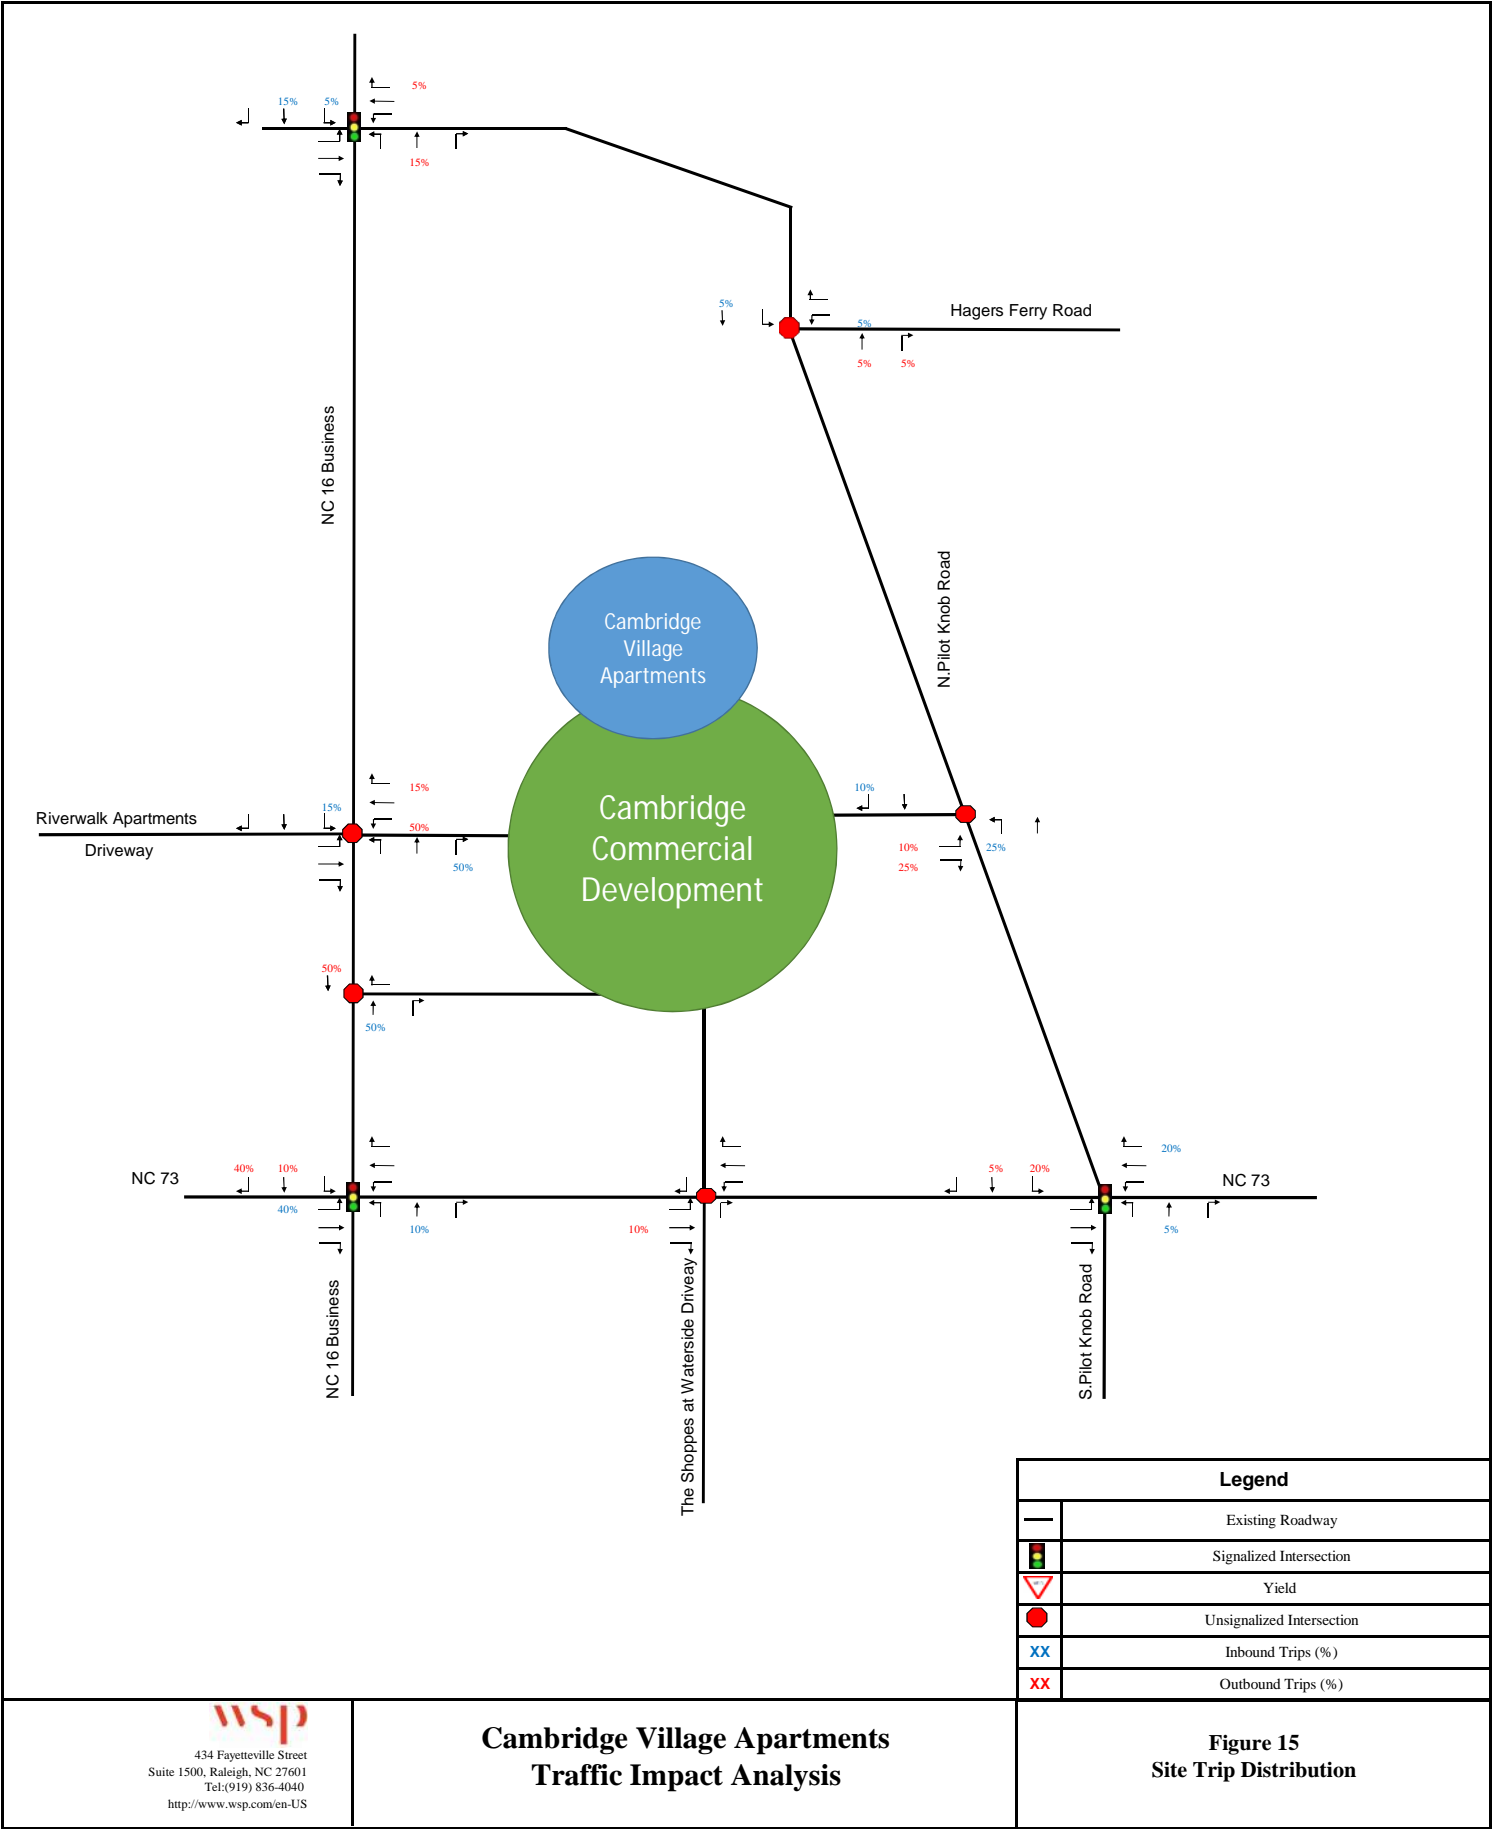 5%
15% 5%
15%
5%
Hagers Ferry Road
5%
5% 5%
NC 16 Business
N.Pilot Knob Road
Cambridge
Village
Apartments
Cambridge
Commercial
Development
15%
15%
50%
50%
Riverwalk Apartments
Driveway
10%
10%
25%
25%
50%
50%
NC 73
40% 10%
40%
10%
10%
5% 20%
20%
5%
NC 73
NC 16 Business
The Shoppes at Waterside Driveay
S.Pilot Knob Road
Legend
Existing Roadway
Signalized Intersection
Yield
Unsignalized Intersection
XX Inbound Trips (%)
XX Outbound Trips (%)
wsp
434 Fayetteville Street
Suite 1500, Raleigh, NC 27601
Tel:(919) 836-4040
http://www.wsp.com/en-US
Cambridge Village Apartments
Traffic Impact Analysis
Figure 15
Site Trip Distribution